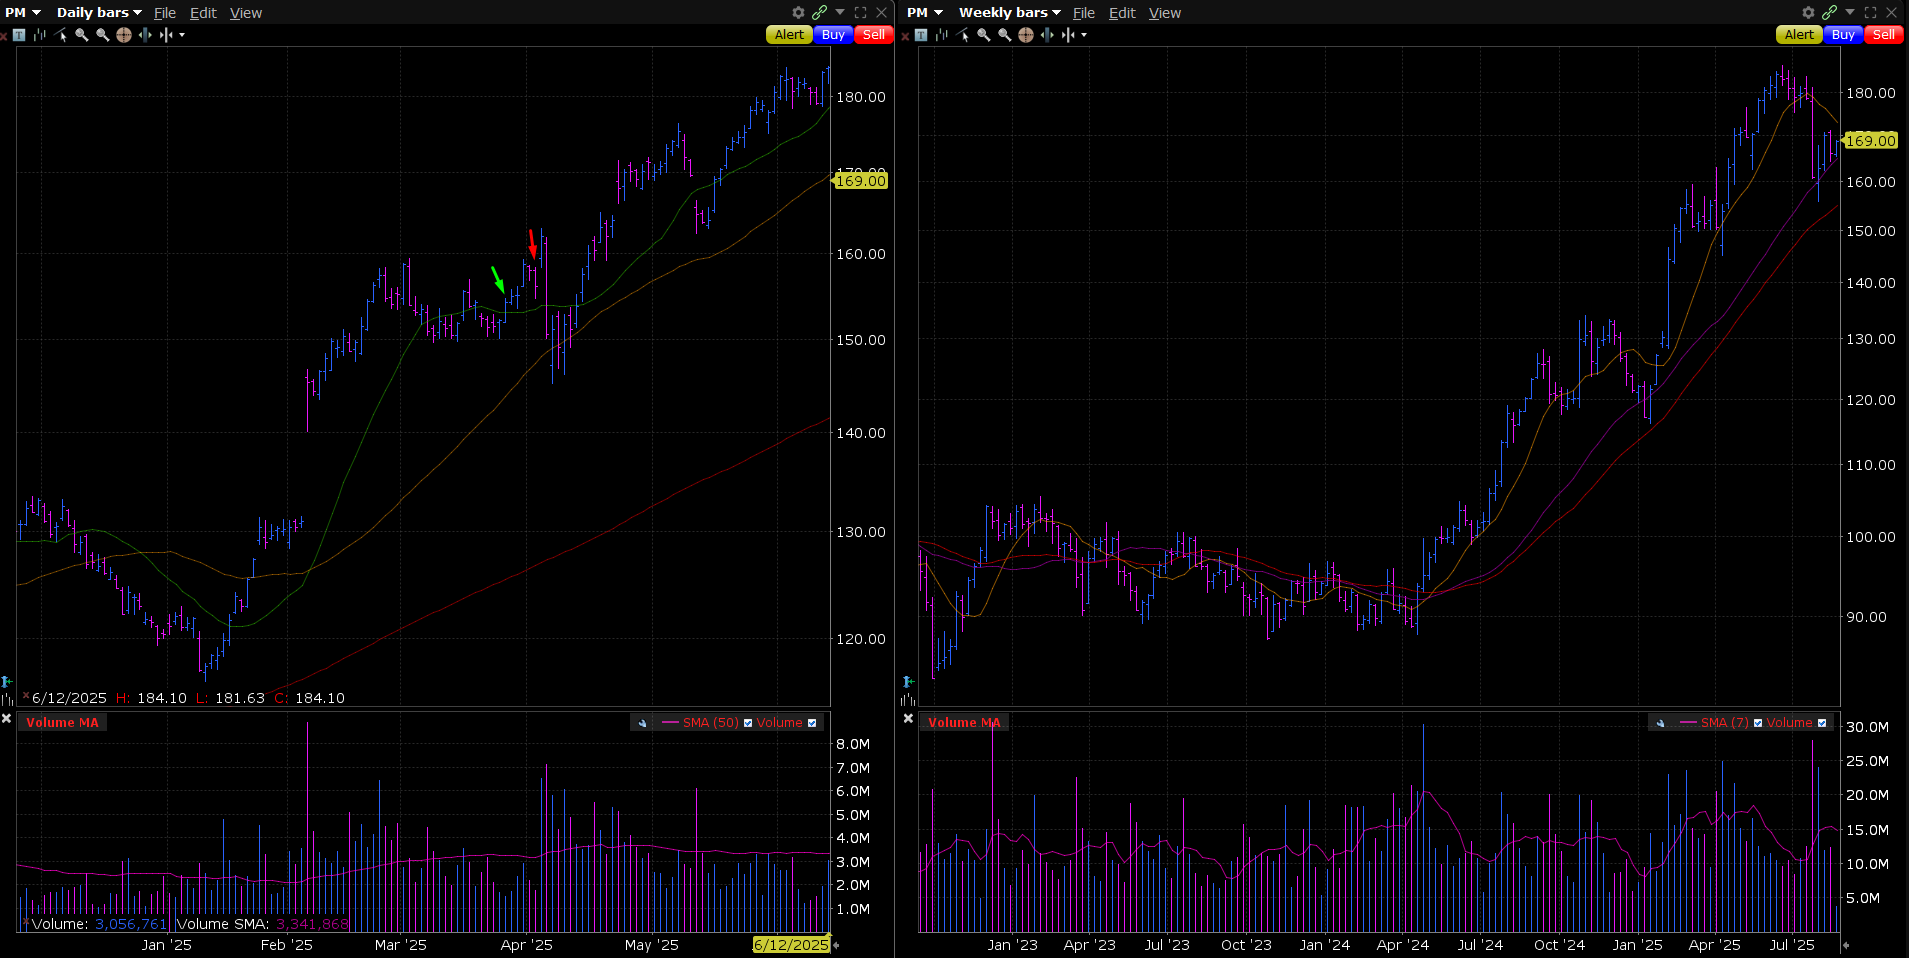 PM Daily bars File Edit View
Alert Buy Sell
180.00
170.00
169.00
160.00
150.00
140.00
130.00
120.00
6/12/2025 H: 184.10 L: 181.63 C: 184.10
Volume MA
SMA (50) Volume
8.0M
7.0M
6.0M
5.0M
4.0M
3.0M
2.0M
1.0M
Volume: 3,056,761 Volume SMA: 3,341,868
Jan '25 Feb '25 Mar '25 Apr '25 May '25 6/12/2025
PM Weekly bars File Edit View
Alert Buy Sell
180.00
169.00
160.00
150.00
140.00
130.00
120.00
110.00
100.00
90.00
Volume MA
SMA (7) Volume
30.0M
25.0M
20.0M
15.0M
10.0M
5.0M
Jan '23 Apr '23 Jul '23 Oct '23 Jan '24 Apr '24 Jul '24 Oct '24 Jan '25 Apr '25 Jul '25